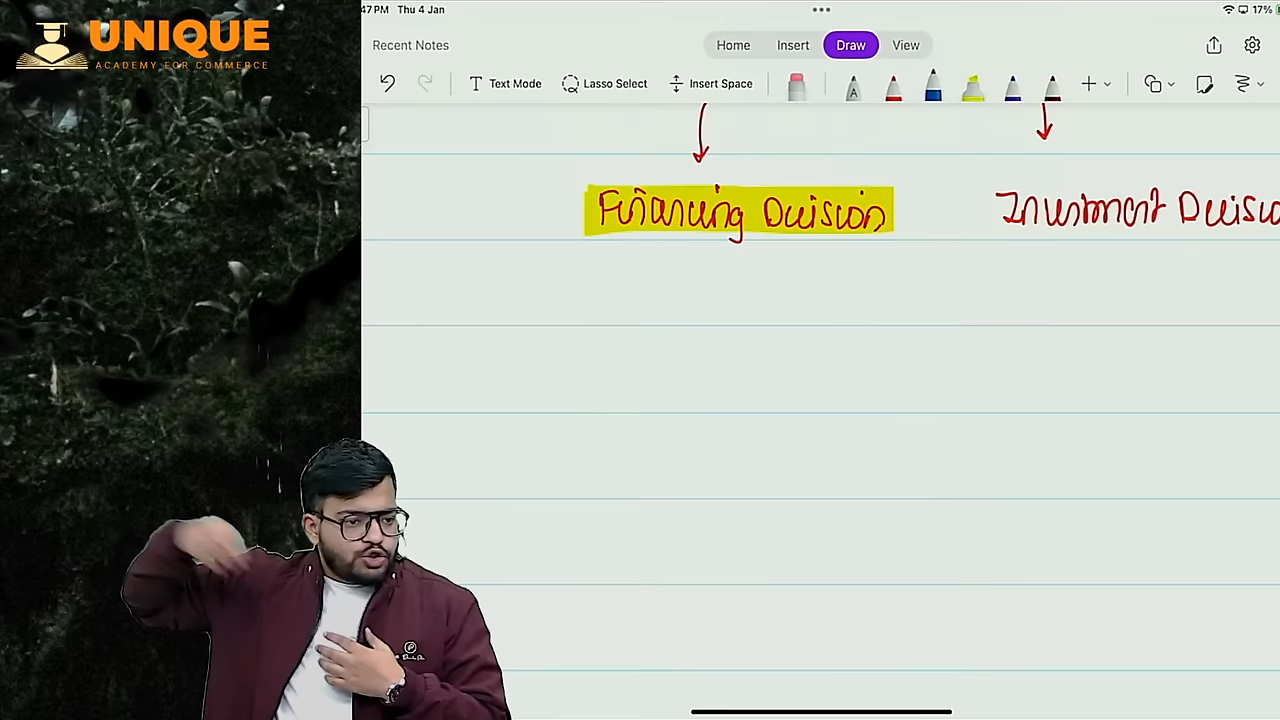 UNIQUE
ACADEMY FOR COMMERCE
47 PM Thu 4 Jan
17%
Recent Notes
Home Insert Draw View
Text Mode Lasso Select Insert Space
A
Financing Decision
Investment Decisio